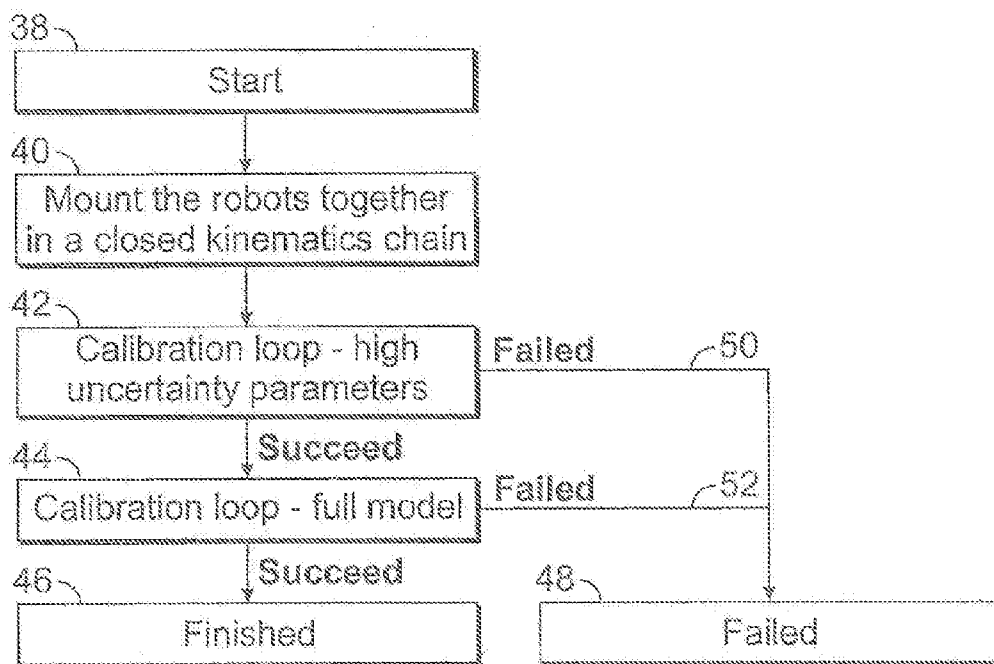 38
Start
40
Mount the robots together
in a closed kinematics chain
42
Calibration loop - high
uncertainty parameters
Failed
50
Succeed
44
Calibration loop - full model
Failed
52
Succeed
46
Finished
48
Failed